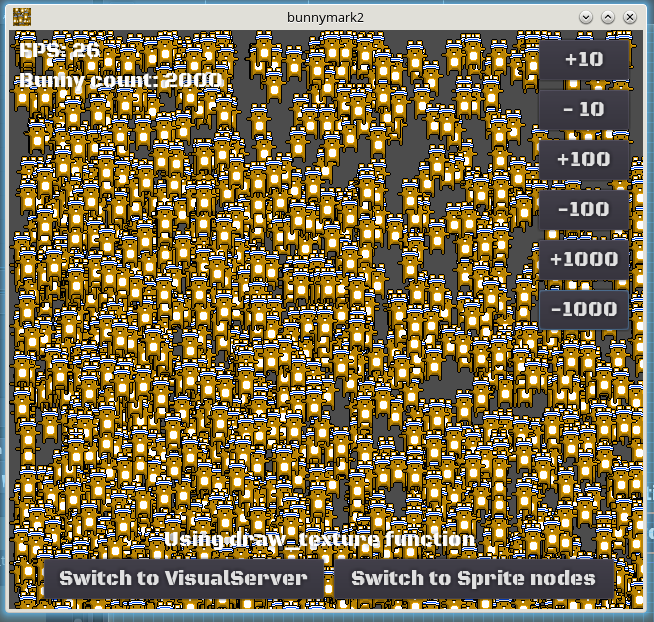 bunnymark2
FPS: 26
Bunny count: 2000
+10
- 10
+100
-100
+1000
-1000
Using draw_texture function
Switch to VisualServer
Switch to Sprite nodes